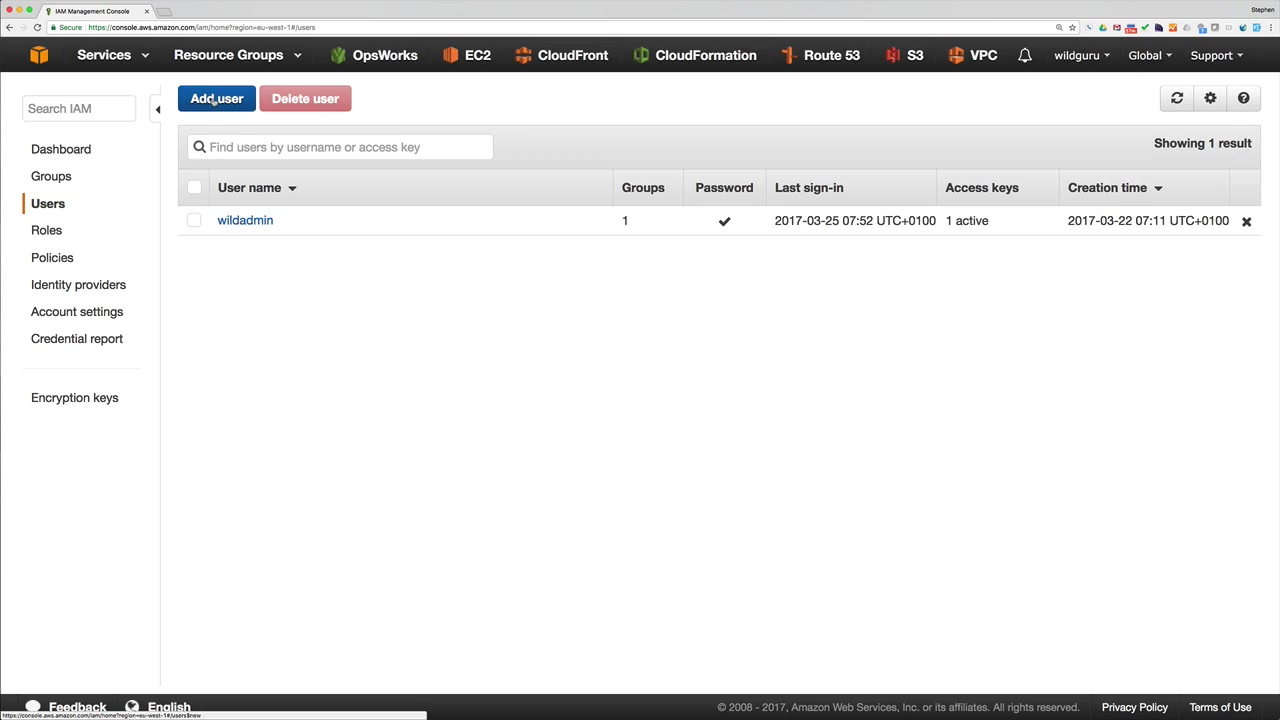 IAM Management Console
Stephen
Secure https://console.aws.amazon.com/iam/home?region=eu-west-1#/users
Services Resource Groups OpsWorks EC2 CloudFront CloudFormation Route 53 S3 VPC wildguru Global Support
Search IAM
Add user Delete user
Find users by username or access key
Showing 1 result
Dashboard
Groups
Users
Roles
Policies
Identity providers
Account settings
Credential report
Encryption keys
User name Groups Password Last sign-in Access keys Creation time
wildadmin 1 2017-03-25 07:52 UTC+0100 1 active 2017-03-22 07:11 UTC+0100
Feedback English
© 2008 - 2017, Amazon Web Services, Inc. or its affiliates. All rights reserved. Privacy Policy Terms of Use
https://console.aws.amazon.com/iam/home?region=eu-west-1#/users$new